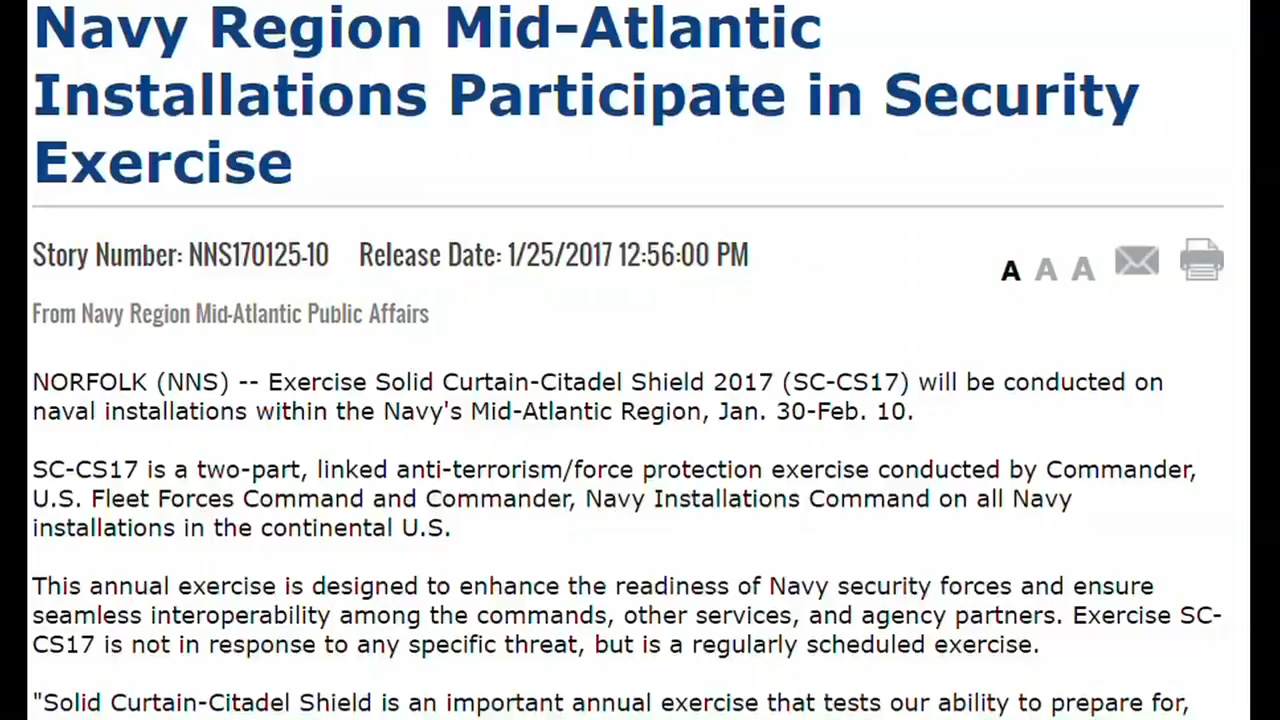 Navy Region Mid-Atlantic
Installations Participate in Security
Exercise
Story Number: NNS170125-10 Release Date: 1/25/2017 12:56:00 PM
A A A
From Navy Region Mid-Atlantic Public Affairs
NORFOLK (NNS) -- Exercise Solid Curtain-Citadel Shield 2017 (SC-CS17) will be conducted on
naval installations within the Navy's Mid-Atlantic Region, Jan. 30-Feb. 10.
SC-CS17 is a two-part, linked anti-terrorism/force protection exercise conducted by Commander,
U.S. Fleet Forces Command and Commander, Navy Installations Command on all Navy
installations in the continental U.S.
This annual exercise is designed to enhance the readiness of Navy security forces and ensure
seamless interoperability among the commands, other services, and agency partners. Exercise SC-
CS17 is not in response to any specific threat, but is a regularly scheduled exercise.
"Solid Curtain-Citadel Shield is an important annual exercise that tests our ability to prepare for,